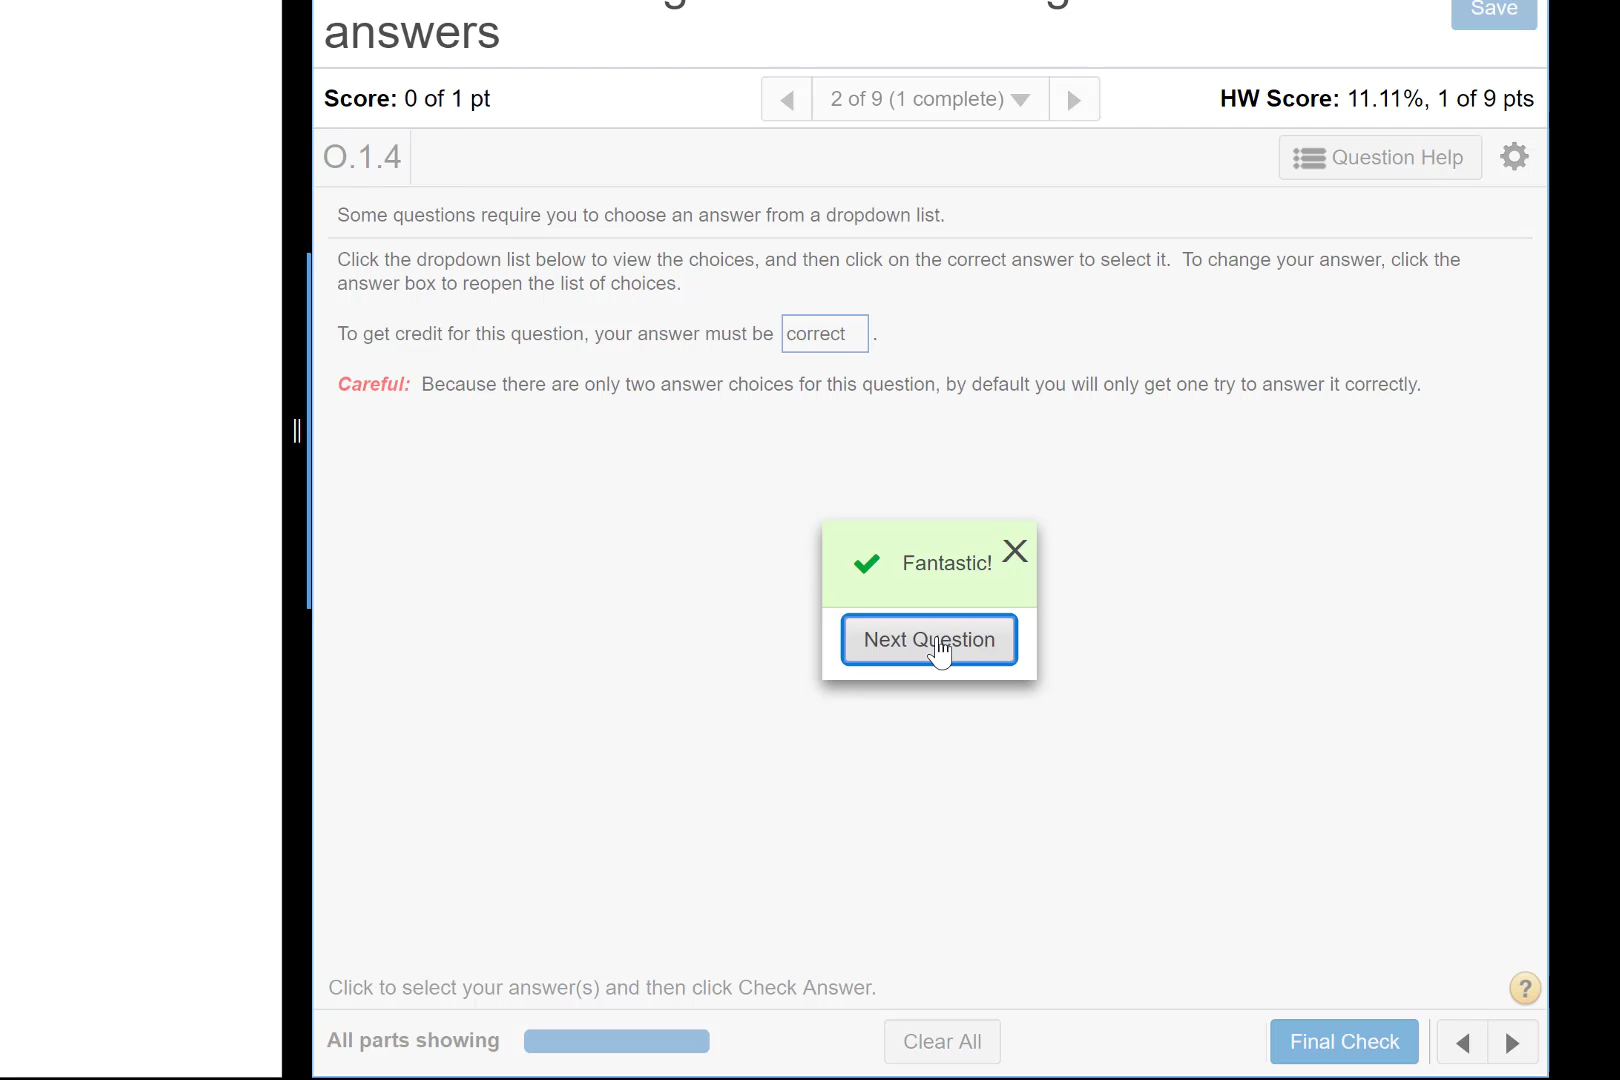 answers
Save
Score: 0 of 1 pt
2 of 9 (1 complete)
HW Score: 11.11%, 1 of 9 pts
O.1.4
Question Help
Some questions require you to choose an answer from a dropdown list.
Click the dropdown list below to view the choices, and then click on the correct answer to select it. To change your answer, click the
answer box to reopen the list of choices.
To get credit for this question, your answer must be correct .
Careful: Because there are only two answer choices for this question, by default you will only get one try to answer it correctly.
Fantastic!
Next Question
Click to select your answer(s) and then click Check Answer.
?
All parts showing
Clear All
Final Check